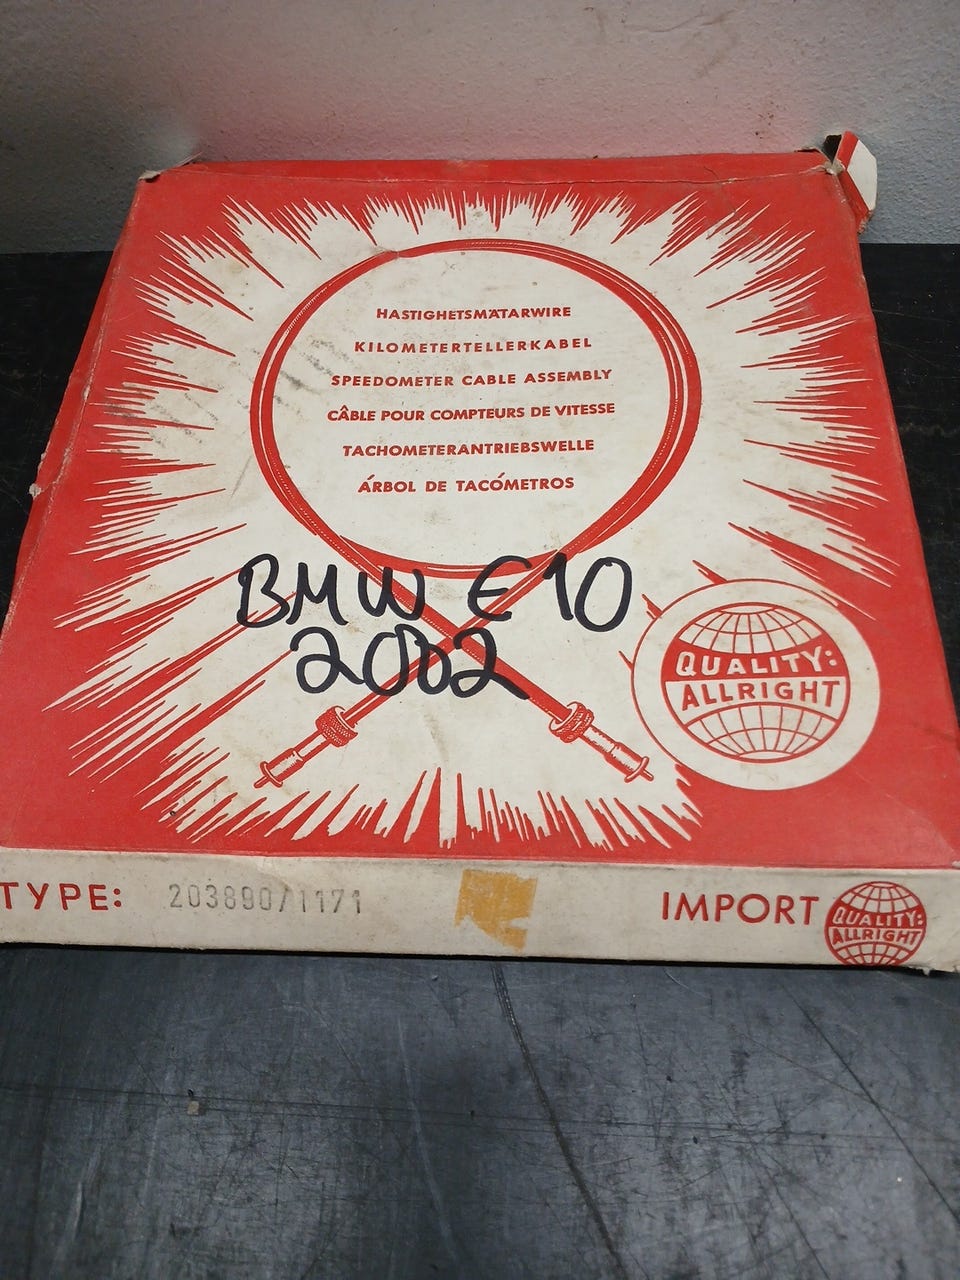 HASTIGHETSMÄTARWIRE
KILOMETERTELLERKABEL
SPEEDOMETER CABLE ASSEMBLY
CÂBLE POUR COMPTEURS DE VITESSE
TACHOMETERANTRIEBSWELLE
ÁRBOL DE TACÓMETROS
BMW E10
2002
QUALITY:
ALLRIGHT
TYPE: 203890/1171 IMPORT
QUALITY:
ALLRIGHT